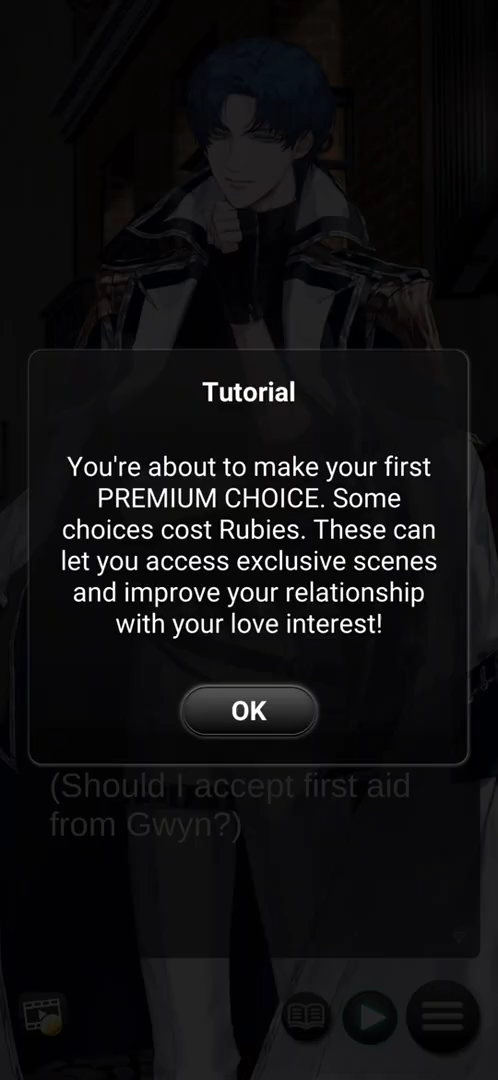 Tutorial
You're about to make your first
PREMIUM CHOICE. Some
choices cost Rubies. These can
let you access exclusive scenes
and improve your relationship
with your love interest!
OK
(Should I accept first aid
from Gwyn?)